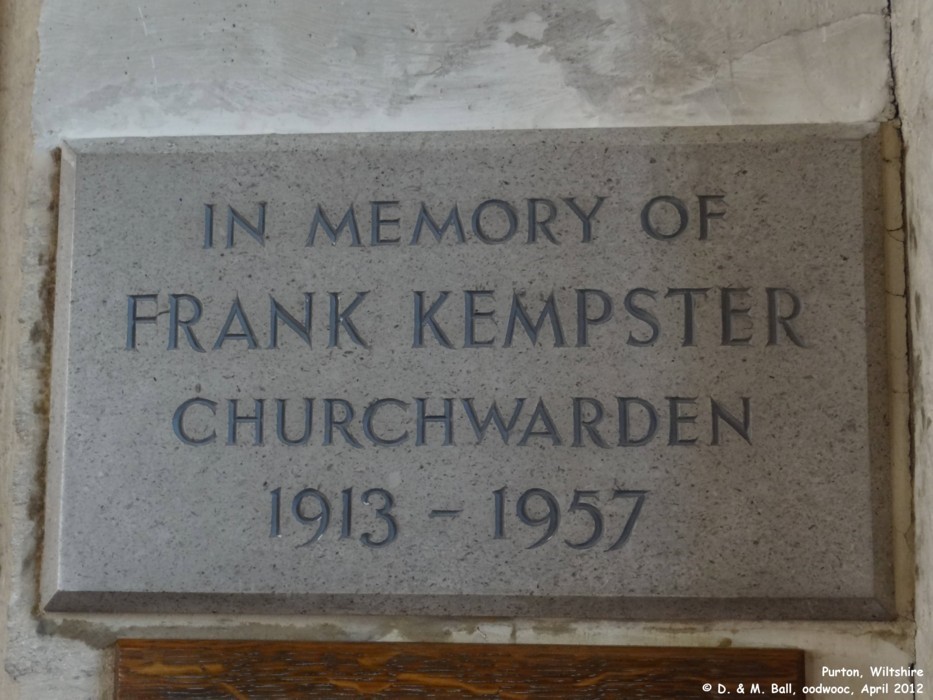 IN MEMORY OF
FRANK KEMPSTER
CHURCHWARDEN
1913 - 1957
Purton, Wiltshire
© D. & M. Ball, oodwooc, April 2012